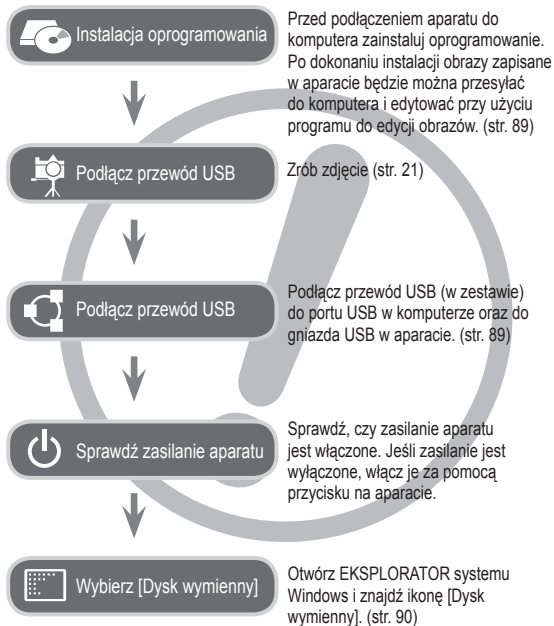 Instalacja oprogramowania
Przed podłączeniem aparatu do
komputera zainstaluj oprogramowanie.
Po dokonaniu instalacji obrazy zapisane
w aparacie będzie można przesyłać
do komputera i edytować przy użyciu
programu do edycji obrazów. (str. 89)
Podłącz przewód USB
Zrób zdjęcie (str. 21)
Podłącz przewód USB
Podłącz przewód USB (w zestawie)
do portu USB w komputerze oraz do
gniazda USB w aparacie. (str. 89)
Sprawdź zasilanie aparatu
Sprawdź, czy zasilanie aparatu
jest włączone. Jeśli zasilanie jest
wyłączone, włącz je za pomocą
przycisku na aparacie.
Wybierz [Dysk wymienny]
Otwórz EKSPLORATOR systemu
Windows i znajdź ikonę [Dysk
wymienny]. (str. 90)